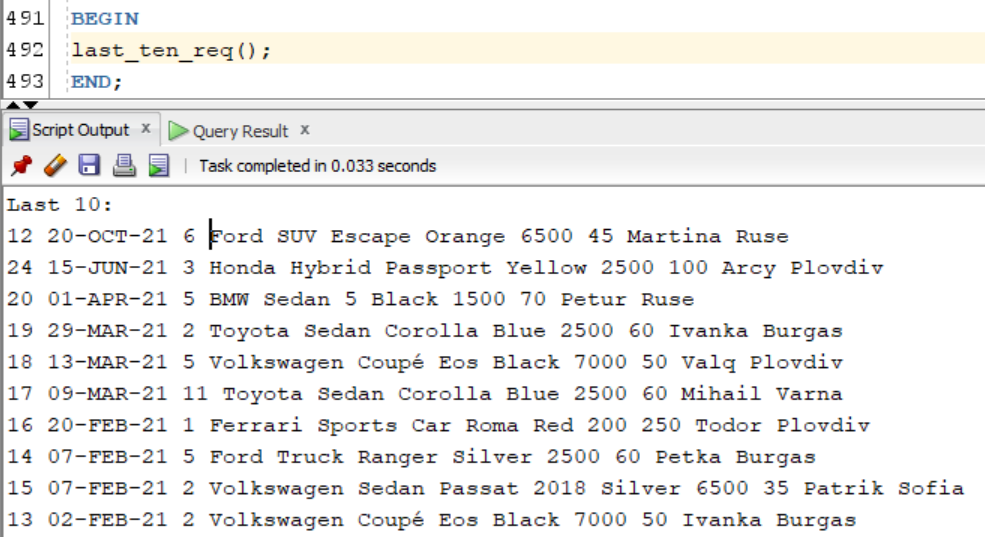 491 BEGIN
492 last_ten_req();
493 END;
Script Output x Query Result x
Task completed in 0.033 seconds
Last 10:
12 20-OCT-21 6 Ford SUV Escape Orange 6500 45 Martina Ruse
24 15-JUN-21 3 Honda Hybrid Passport Yellow 2500 100 Arcy Plovdiv
20 01-APR-21 5 BMW Sedan 5 Black 1500 70 Petur Ruse
19 29-MAR-21 2 Toyota Sedan Corolla Blue 2500 60 Ivanka Burgas
18 13-MAR-21 5 Volkswagen Coupé Eos Black 7000 50 Valq Plovdiv
17 09-MAR-21 11 Toyota Sedan Corolla Blue 2500 60 Mihail Varna
16 20-FEB-21 1 Ferrari Sports Car Roma Red 200 250 Todor Plovdiv
14 07-FEB-21 5 Ford Truck Ranger Silver 2500 60 Petka Burgas
15 07-FEB-21 2 Volkswagen Sedan Passat 2018 Silver 6500 35 Patrik Sofia
13 02-FEB-21 2 Volkswagen Coupé Eos Black 7000 50 Ivanka Burgas